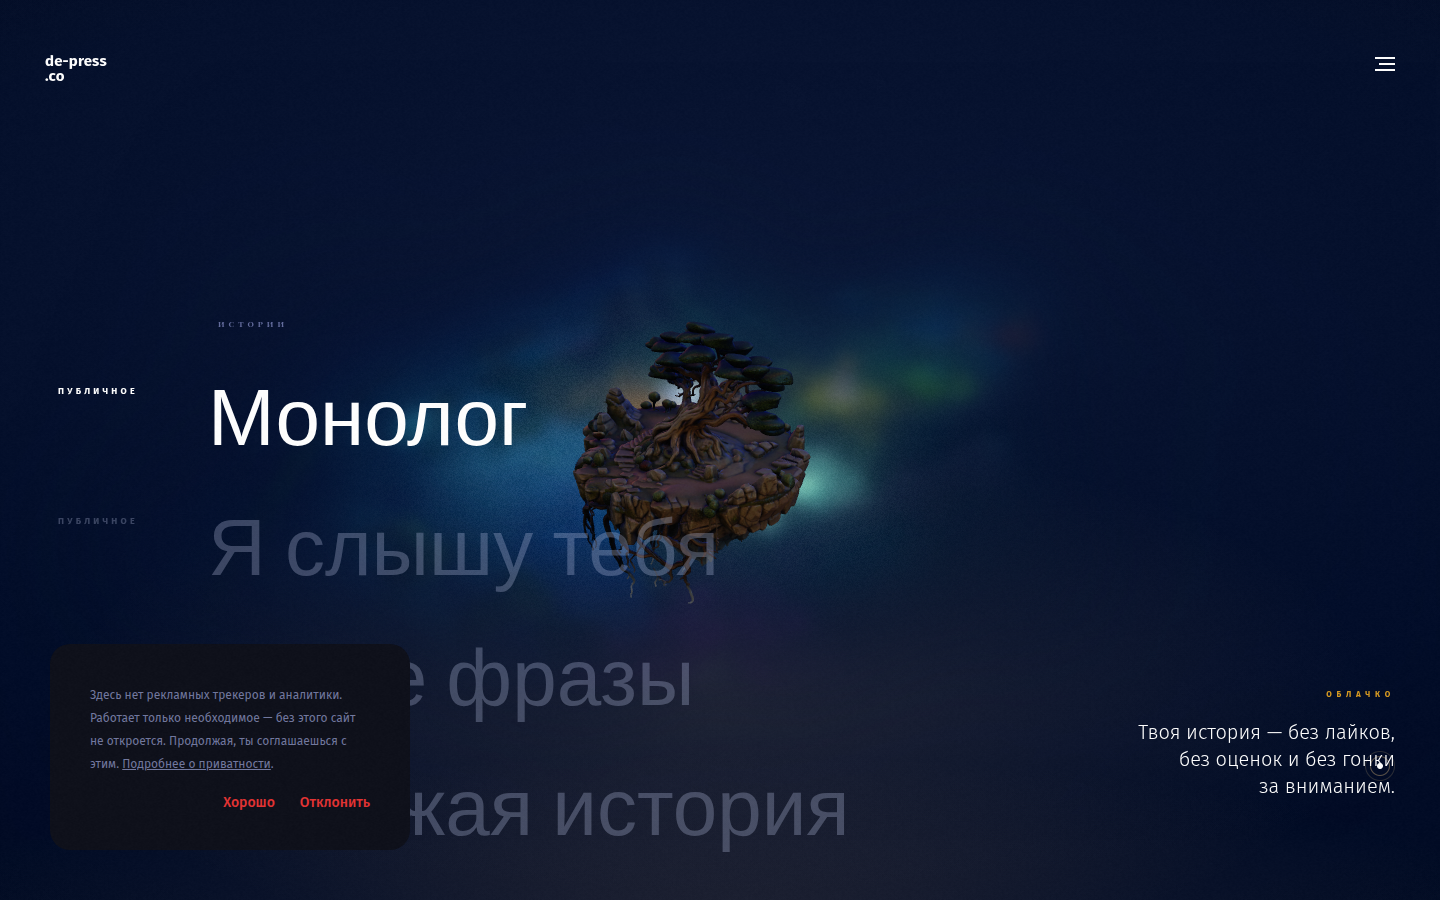 de-press
.co
ИСТОРИИ
ПУБЛИЧНОЕ
Монолог
ПУБЛИЧНОЕ
Я слышу тебя
фразы
история
Здесь нет рекламных трекеров и аналитики.
Работает только необходимое — без этого сайт
не откроется. Продолжая, ты соглашаешься с
этим. Подробнее о приватности.
Хорошо Отклонить
ОБЛАЧКО
Твоя история — без лайков,
без оценок и без гонки
за вниманием.